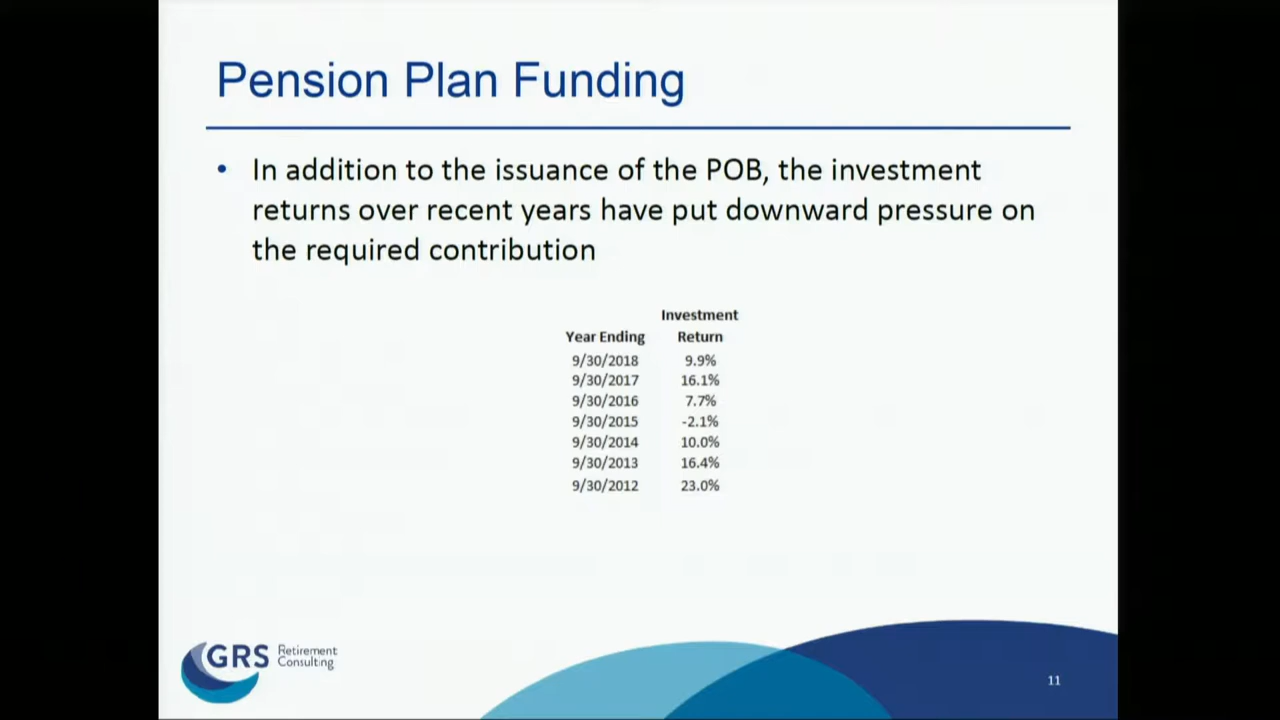 Pension Plan Funding
• In addition to the issuance of the POB, the investment
returns over recent years have put downward pressure on
the required contribution
Investment
Year Ending Return
9/30/2018 9.9%
9/30/2017 16.1%
9/30/2016 7.7%
9/30/2015 -2.1%
9/30/2014 10.0%
9/30/2013 16.4%
9/30/2012 23.0%
GRS Retirement
Consulting
11